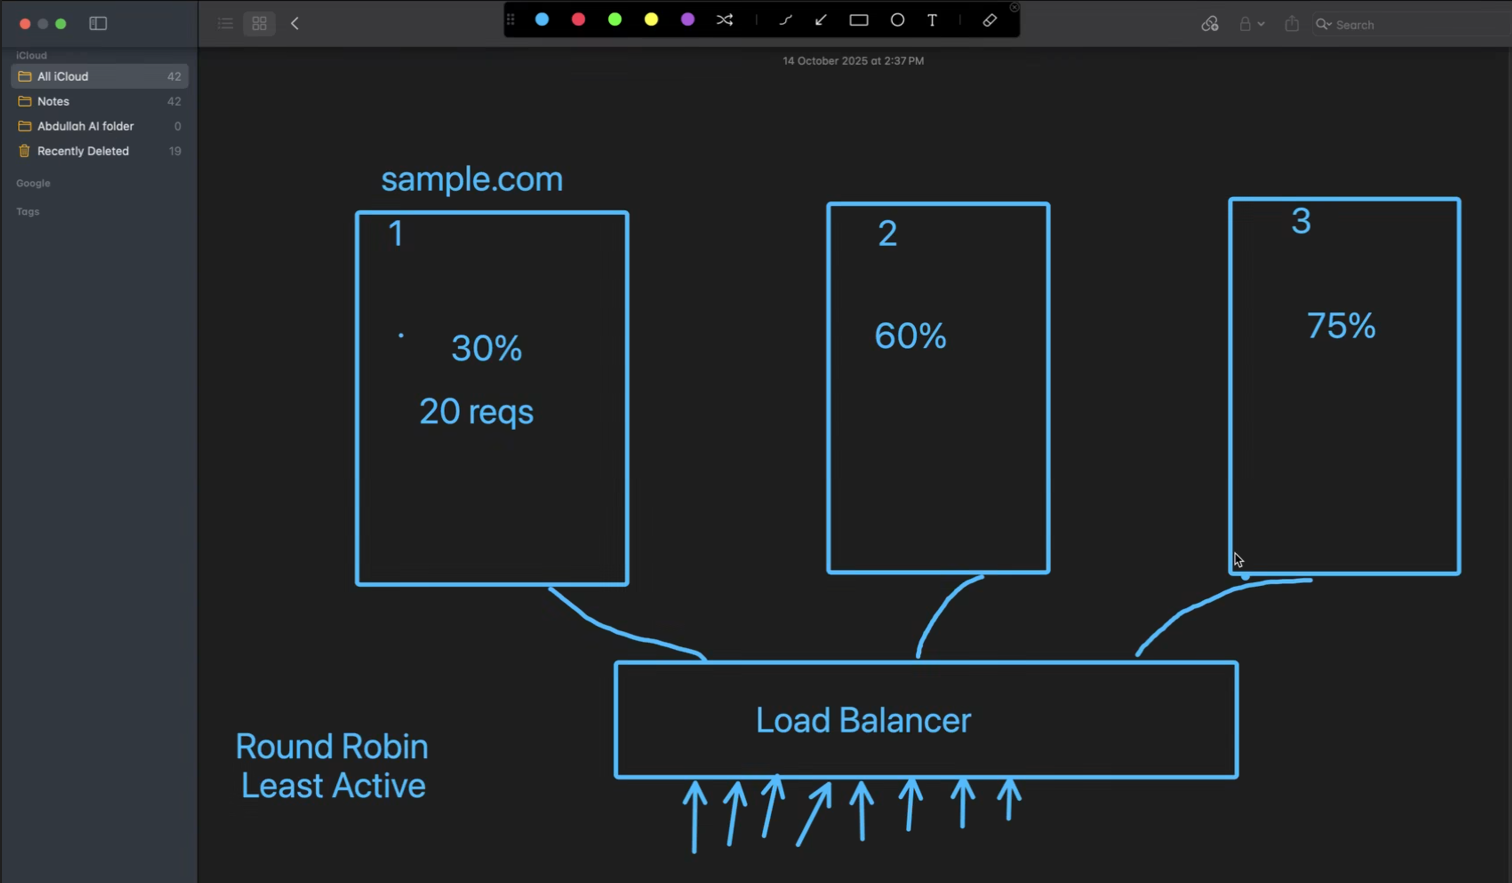 Search
14 October 2025 at 2:37 PM
iCloud
All iCloud 42
Notes 42
Abdullah AI folder 0
Recently Deleted 19
Google
Tags
T
sample.com
1
2
3
30%
60%
75%
20 reqs
Load Balancer
Round Robin
Least Active